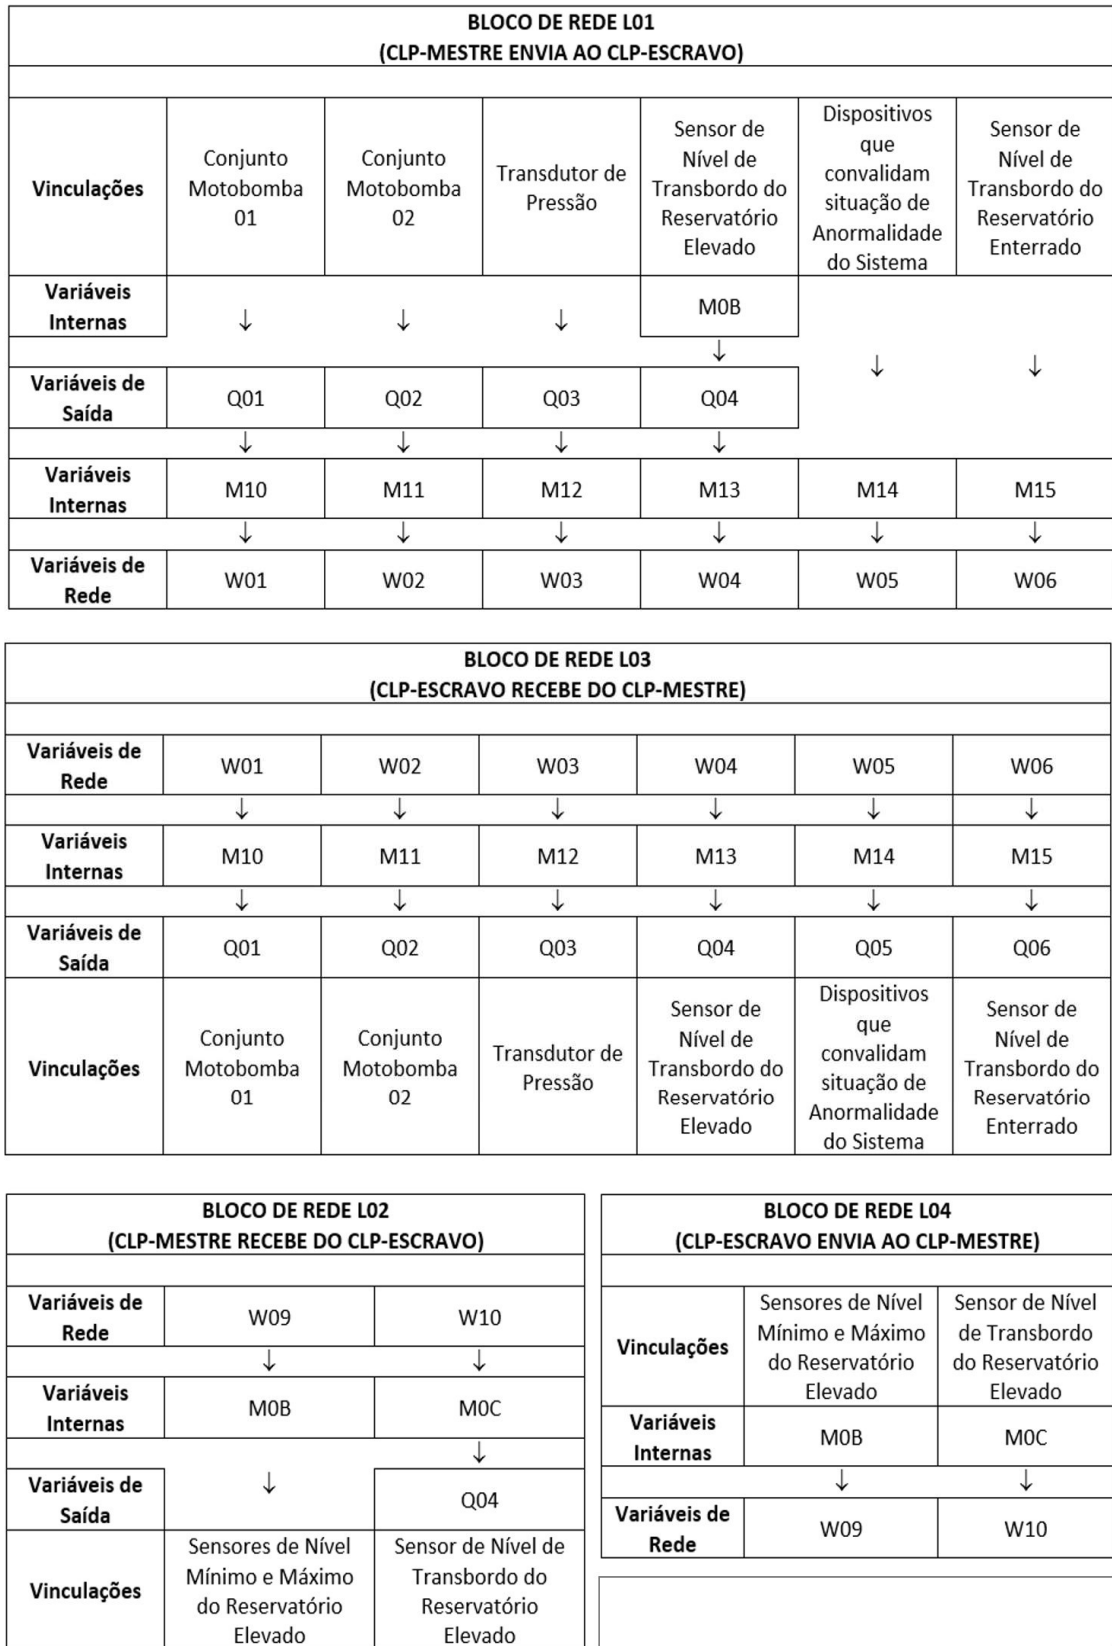 BLOCO DE REDE L01
(CLP-MESTRE ENVIA AO CLP-ESCRAVO)
Vinculações
Conjunto
Motobomba
01
Conjunto
Motobomba
02
Transdutor de
Pressão
Sensor de
Nível de
Transbordo do
Reservatório
Elevado
Dispositivos
que
convalidam
situação de
Anormalidade
do Sistema
Sensor de
Nível de
Transbordo do
Reservatório
Enterrado
Variáveis
Internas
↓ ↓ ↓ M0B
↓ ↓ ↓
Variáveis de
Saída
Q01 Q02 Q03 Q04
↓ ↓ ↓ ↓
Variáveis
Internas
M10 M11 M12 M13 M14 M15
↓ ↓ ↓ ↓ ↓ ↓
Variáveis de
Rede
W01 W02 W03 W04 W05 W06
BLOCO DE REDE L03
(CLP-ESCRAVO RECEBE DO CLP-MESTRE)
Variáveis de
Rede
W01 W02 W03 W04 W05 W06
↓ ↓ ↓ ↓ ↓ ↓
Variáveis
Internas
M10 M11 M12 M13 M14 M15
↓ ↓ ↓ ↓ ↓ ↓
Variáveis de
Saída
Q01 Q02 Q03 Q04 Q05 Q06
Vinculações
Conjunto
Motobomba
01
Conjunto
Motobomba
02
Transdutor de
Pressão
Sensor de
Nível de
Transbordo do
Reservatório
Elevado
Dispositivos
que
convalidam
situação de
Anormalidade
do Sistema
Sensor de
Nível de
Transbordo do
Reservatório
Enterrado
BLOCO DE REDE L02
(CLP-MESTRE RECEBE DO CLP-ESCRAVO)
Variáveis de
Rede
W09 W10
↓ ↓
Variáveis
Internas
M0B M0C
↓
Variáveis de
Saída
↓ Q04
Vinculações
Sensores de Nível
Mínimo e Máximo
do Reservatório
Elevado
Sensor de Nível de
Transbordo do
Reservatório
Elevado
BLOCO DE REDE L04
(CLP-ESCRAVO ENVIA AO CLP-MESTRE)
Vinculações
Sensores de Nível
Mínimo e Máximo
do Reservatório
Elevado
Sensor de Nível
de Transbordo
do Reservatório
Elevado
Variáveis
Internas
M0B M0C
↓ ↓
Variáveis de
Rede
W09 W10